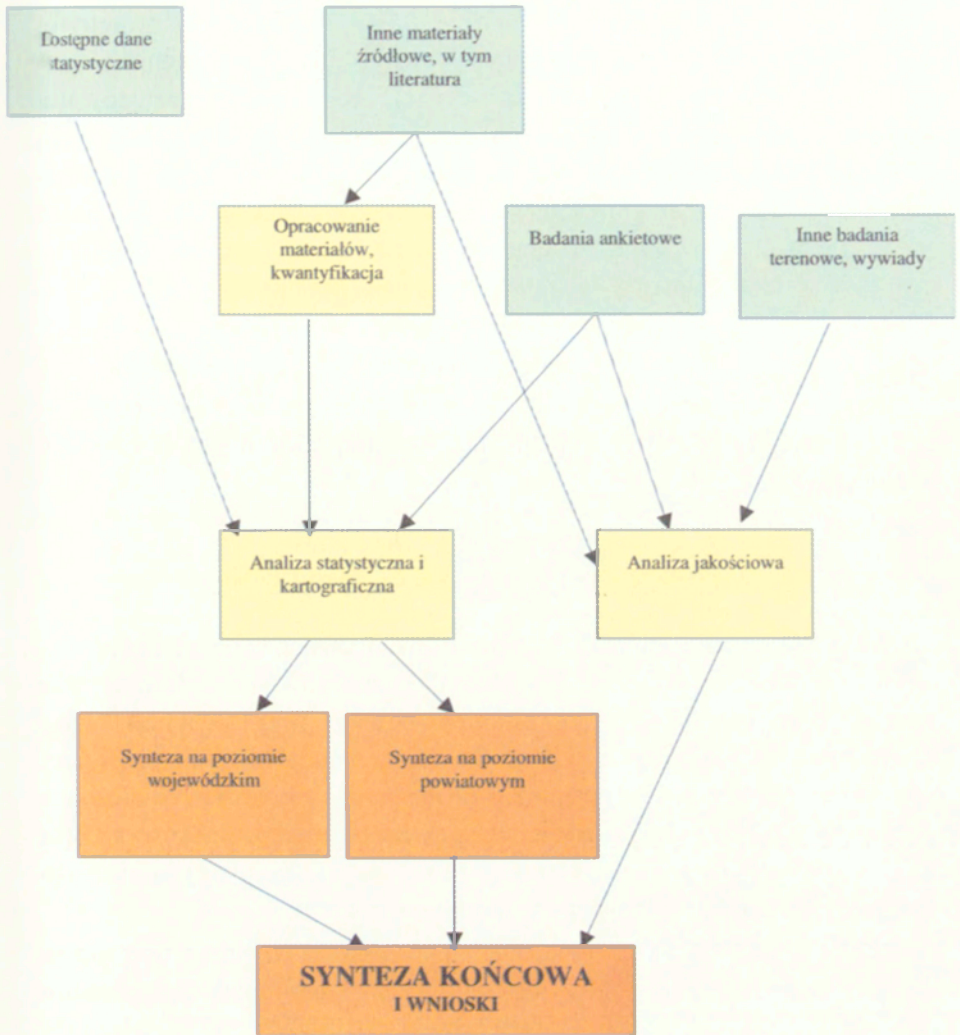 Dostępne dane
statystyczne
Inne materiały
źródłowe, w tym
literatura
Opracowanie
materiałów,
kwantyfikacja
Badania ankietowe
Inne badania
terenowe, wywiady
Analiza statystyczna i
kartograficzna
Analiza jakościowa
Synteza na poziomie
wojewódzkim
Synteza na poziomie
powiatowym
SYNTEZA KOŃCOWA
I WNIOSKI